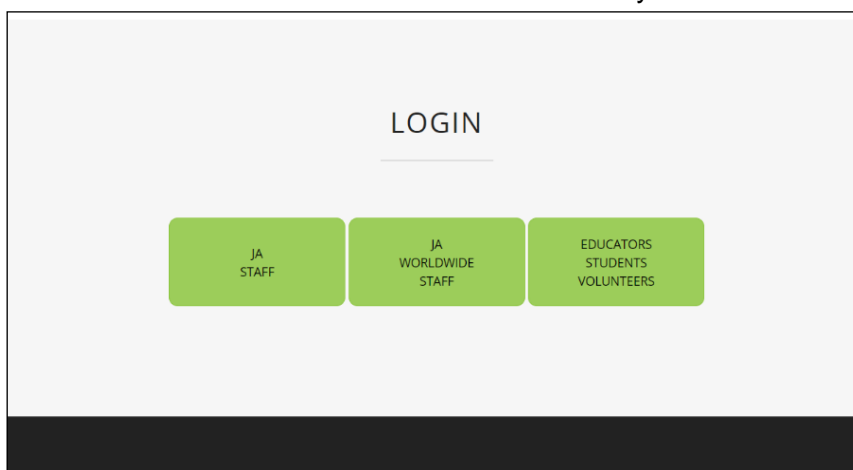 LOGIN
JA
STAFF
JA
WORLDWIDE
STAFF
EDUCATORS
STUDENTS
VOLUNTEERS